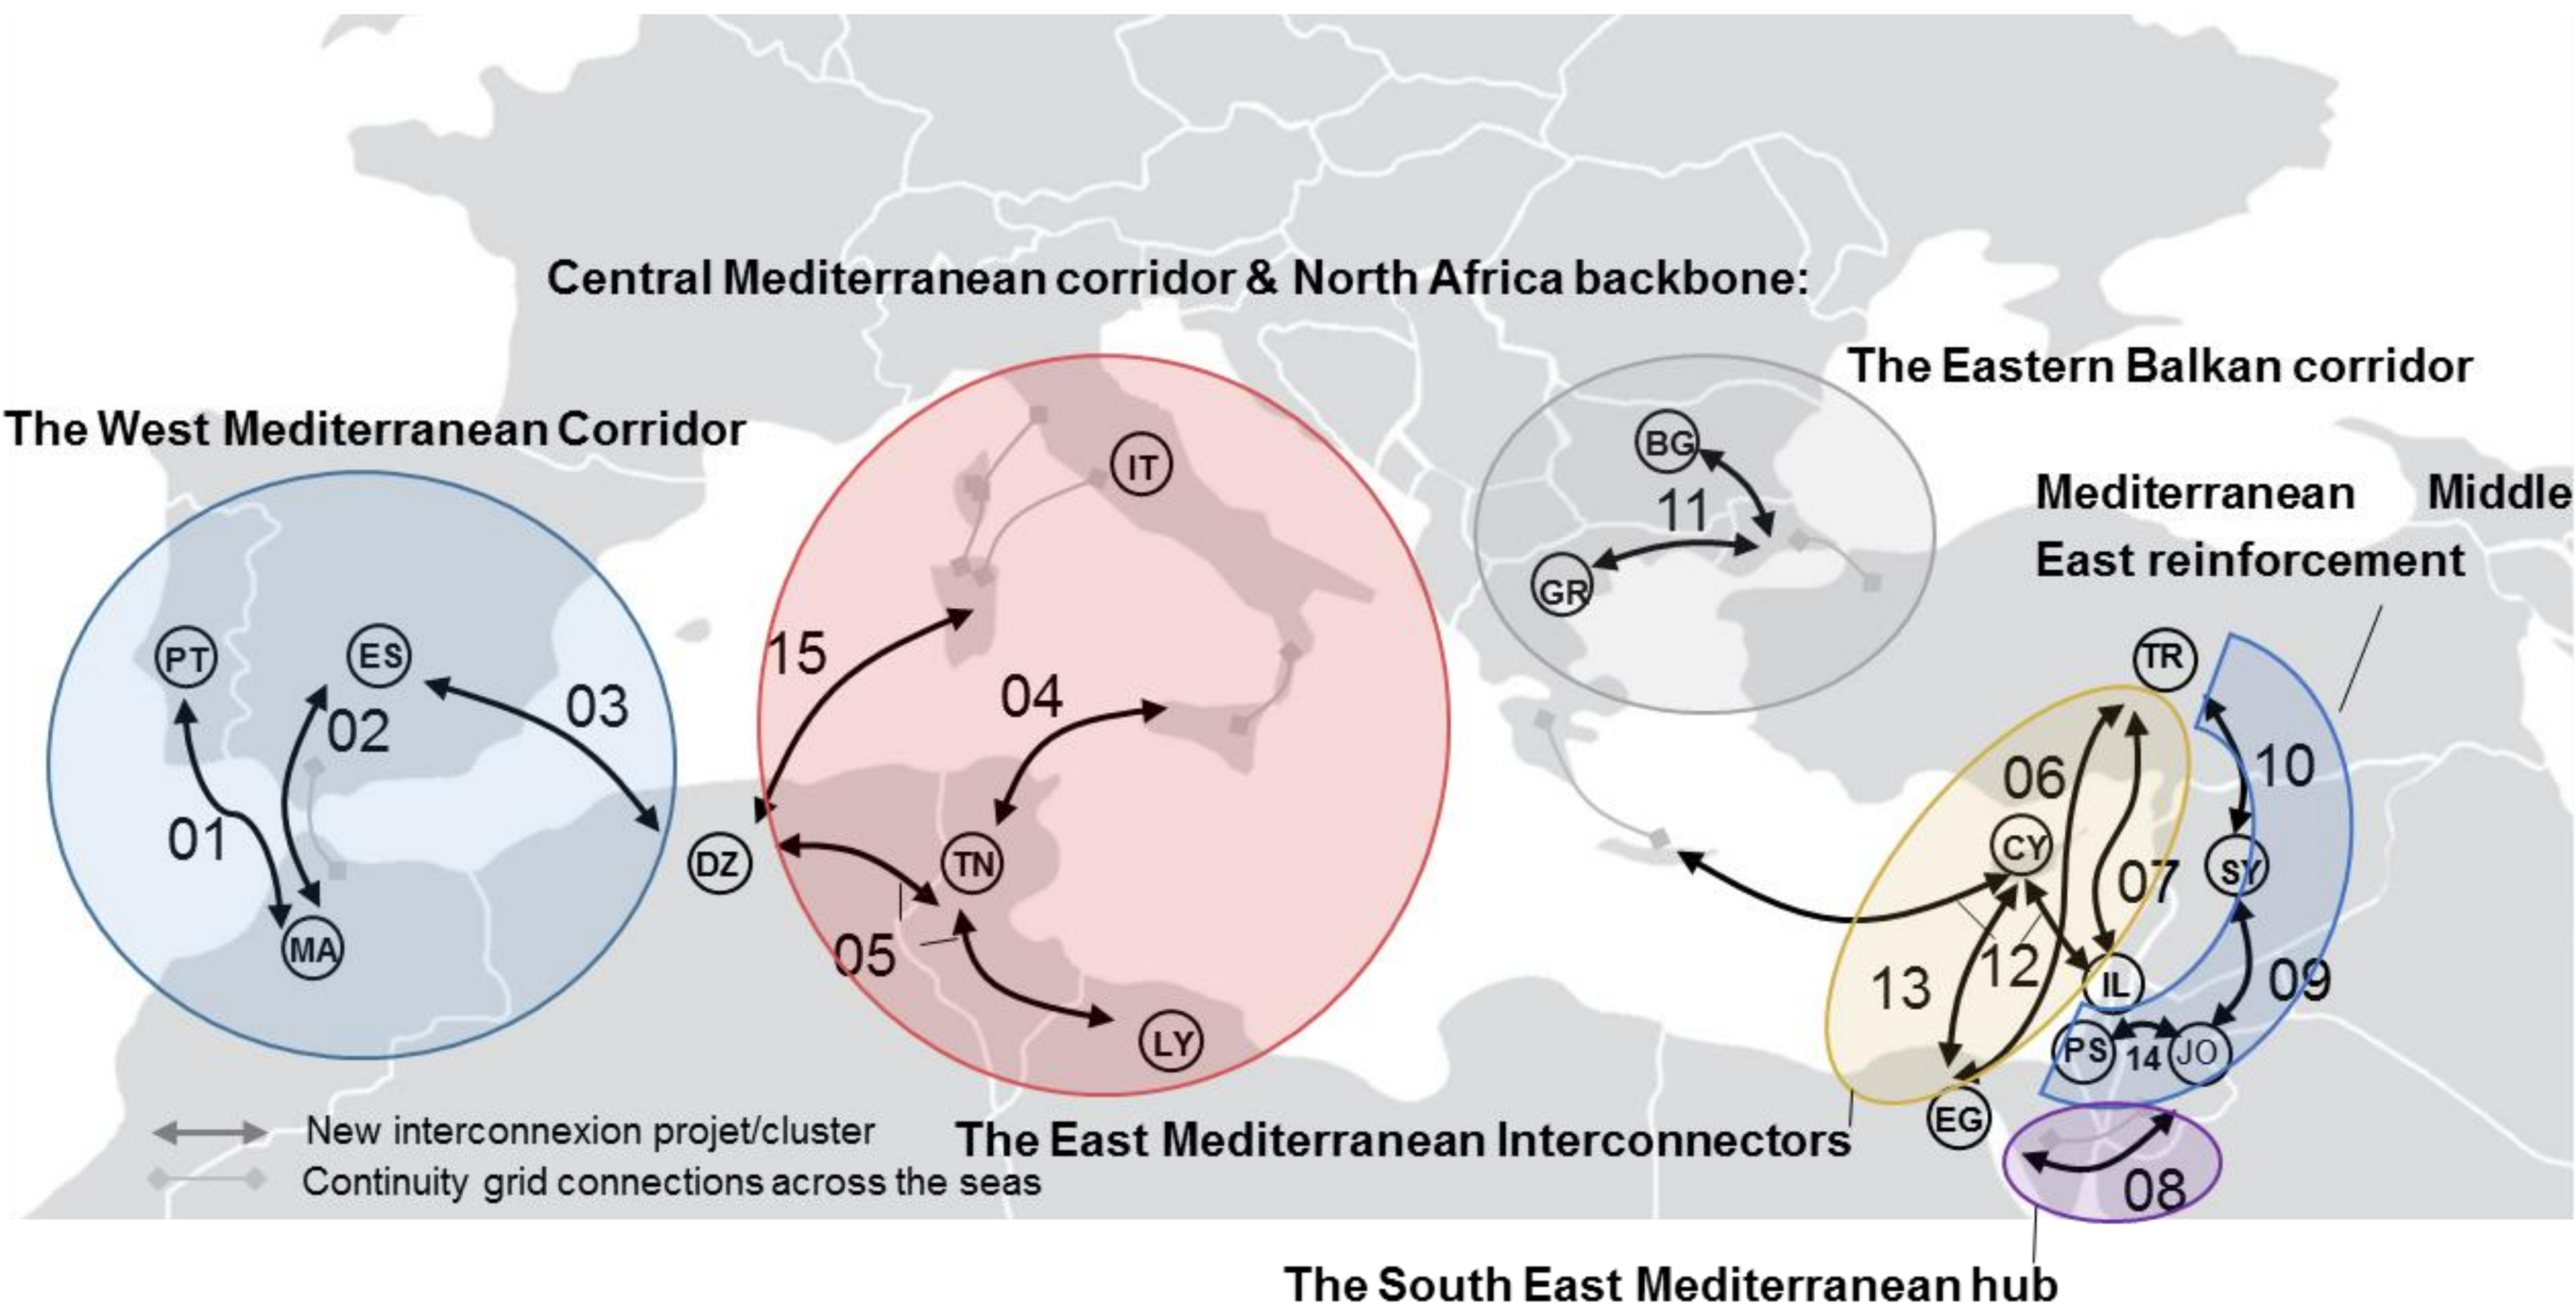 Central Mediterranean corridor & North Africa backbone:
The Eastern Balkan corridor
The West Mediterranean Corridor
Mediterranean Middle
East reinforcement
BG
IT
11
GR
PT
ES
15
03
02
04
TR
10
06
01
CY
DZ
TN
SY
07
MA
05
12
13
IL
09
LY
PS
14
JO
EG
New interconnexion projet/cluster
The East Mediterranean Interconnectors
Continuity grid connections across the seas
08
The South East Mediterranean hub